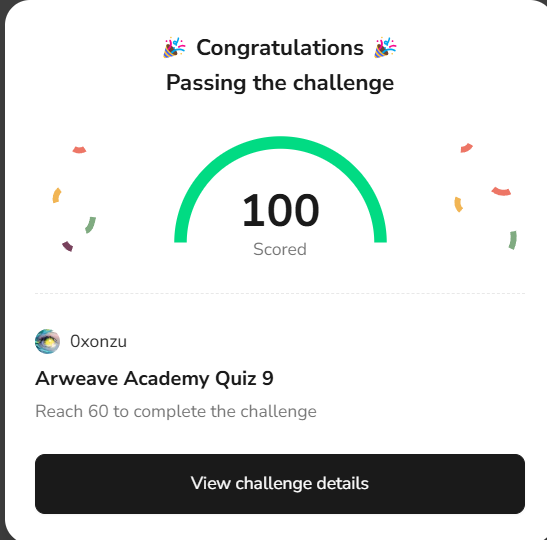 🎉 Congratulations 🎉
Passing the challenge
100
Scored
0xonzu
Arweave Academy Quiz 9
Reach 60 to complete the challenge
View challenge details